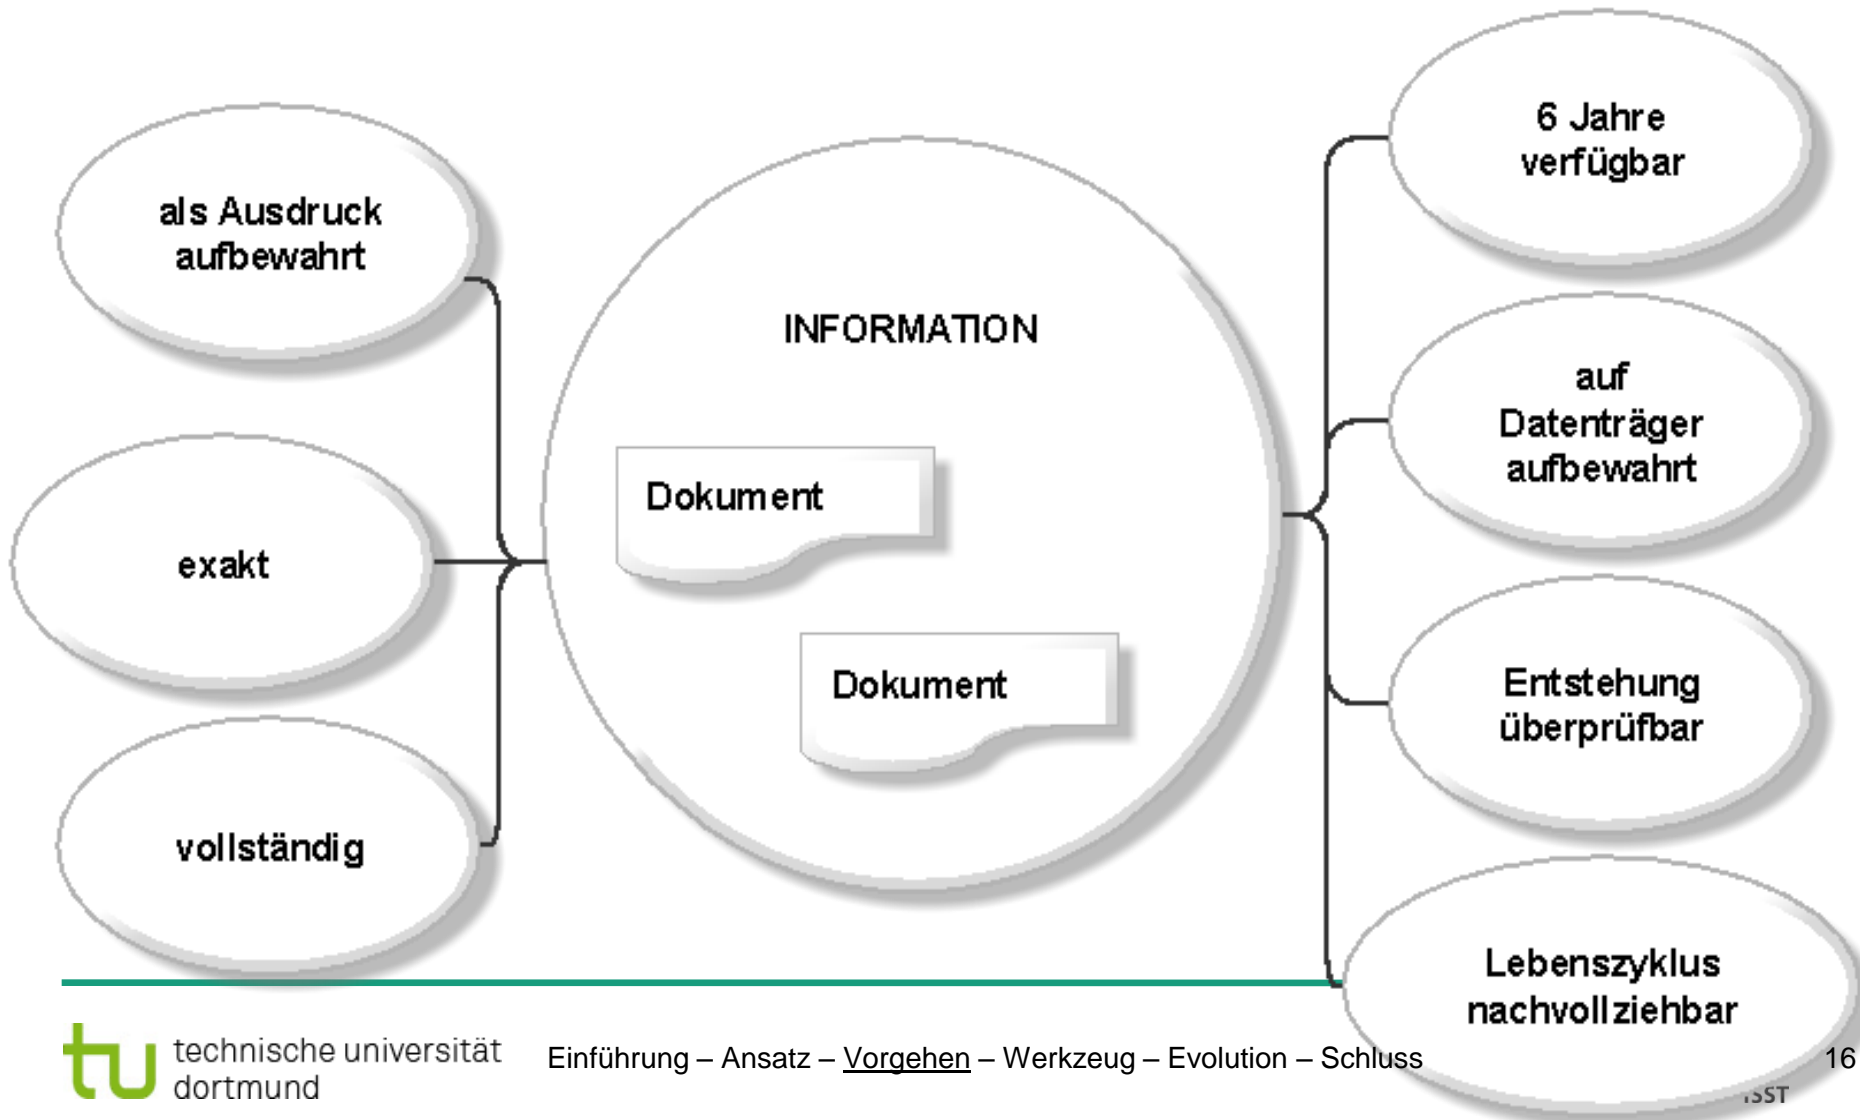 als Ausdruck
aufbewahrt
exakt
vollständig
INFORMATION
Dokument
Dokument
6 Jahre
verfügbar
auf
Datenträger
aufbewahrt
Entstehung
überprüfbar
Lebenszyklus
nachvollziehbar
technische universität
dortmund
Einführung – Ansatz – Vorgehen – Werkzeug – Evolution – Schluss
16
ISST